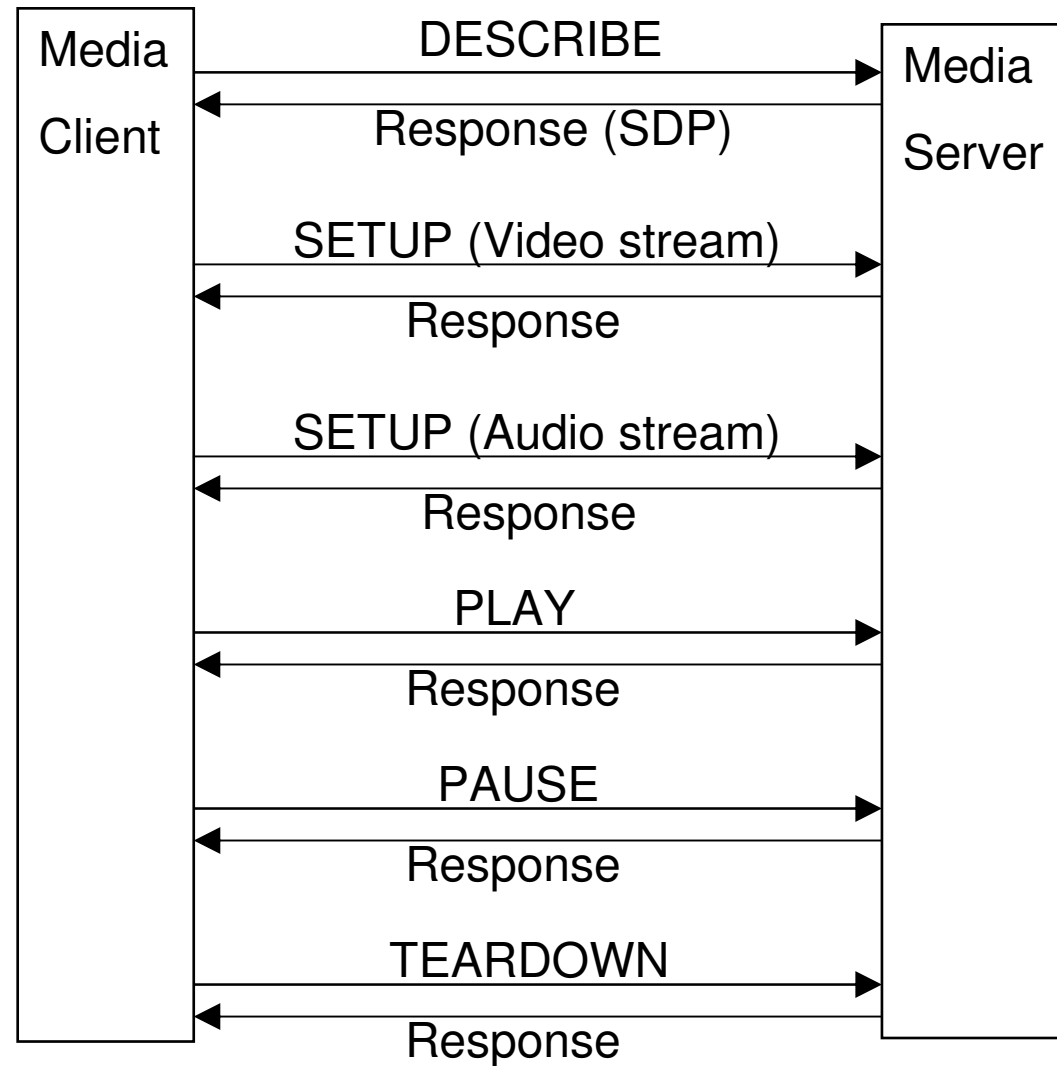 Media
Client
Media
Server
DESCRIBE
Response (SDP)
SETUP (Video stream)
Response
SETUP (Audio stream)
Response
PLAY
Response
PAUSE
Response
TEARDOWN
Response